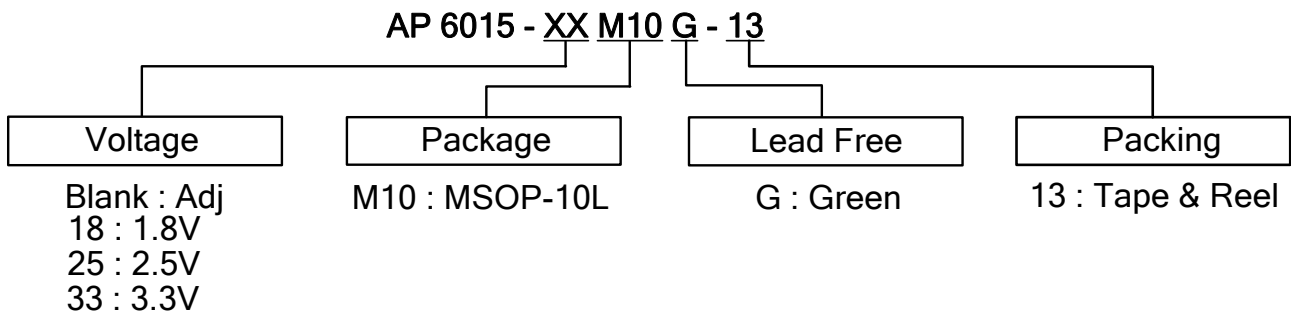 AP 6015 - XX M10 G - 13
Voltage
Package
Lead Free
Packing
Blank : Adj
18 : 1.8V
25 : 2.5V
33 : 3.3V
M10 : MSOP-10L
G : Green
13 : Tape & Reel